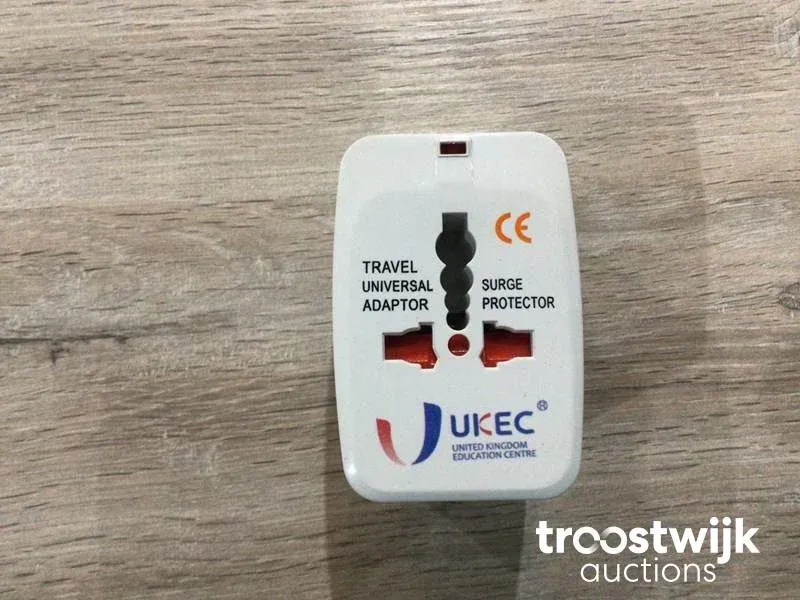 CE
TRAVEL
UNIVERSAL
ADAPTOR
SURGE
PROTECTOR
UKEC®
UNITED KINGDOM
EDUCATION CENTRE
troostwijk
auctions